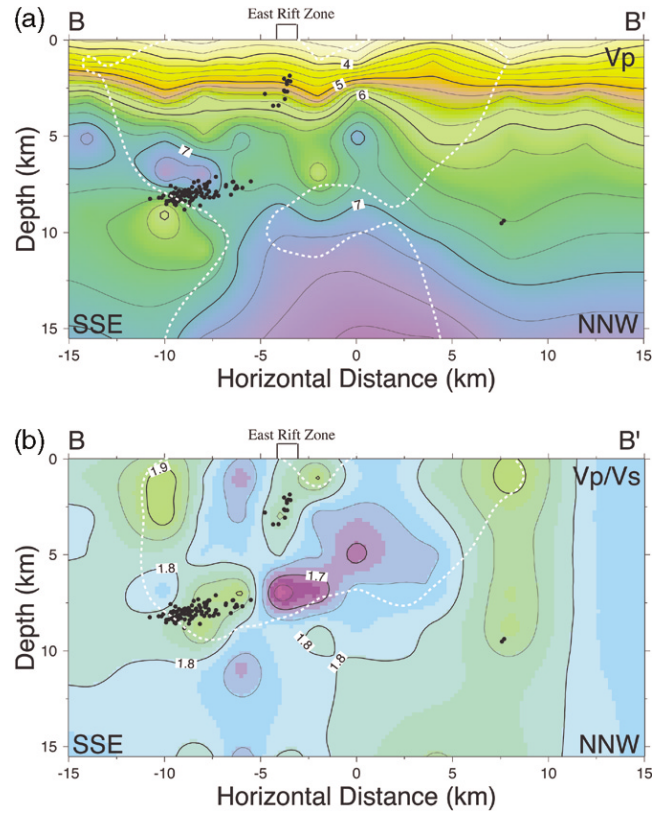 East Rift Zone
(a) B B'
0 4 Vp
5
6
5
7
Depth (km)
7
10
15 SSE NNW
-15 -10 -5 0 5 10 15
Horizontal Distance (km)
East Rift Zone
(b) B B'
0 1.9 Vp/Vs
5
1.8 1.7
Depth (km)
1.8 1.8
10
15 SSE NNW
-15 -10 -5 0 5 10 15
Horizontal Distance (km)